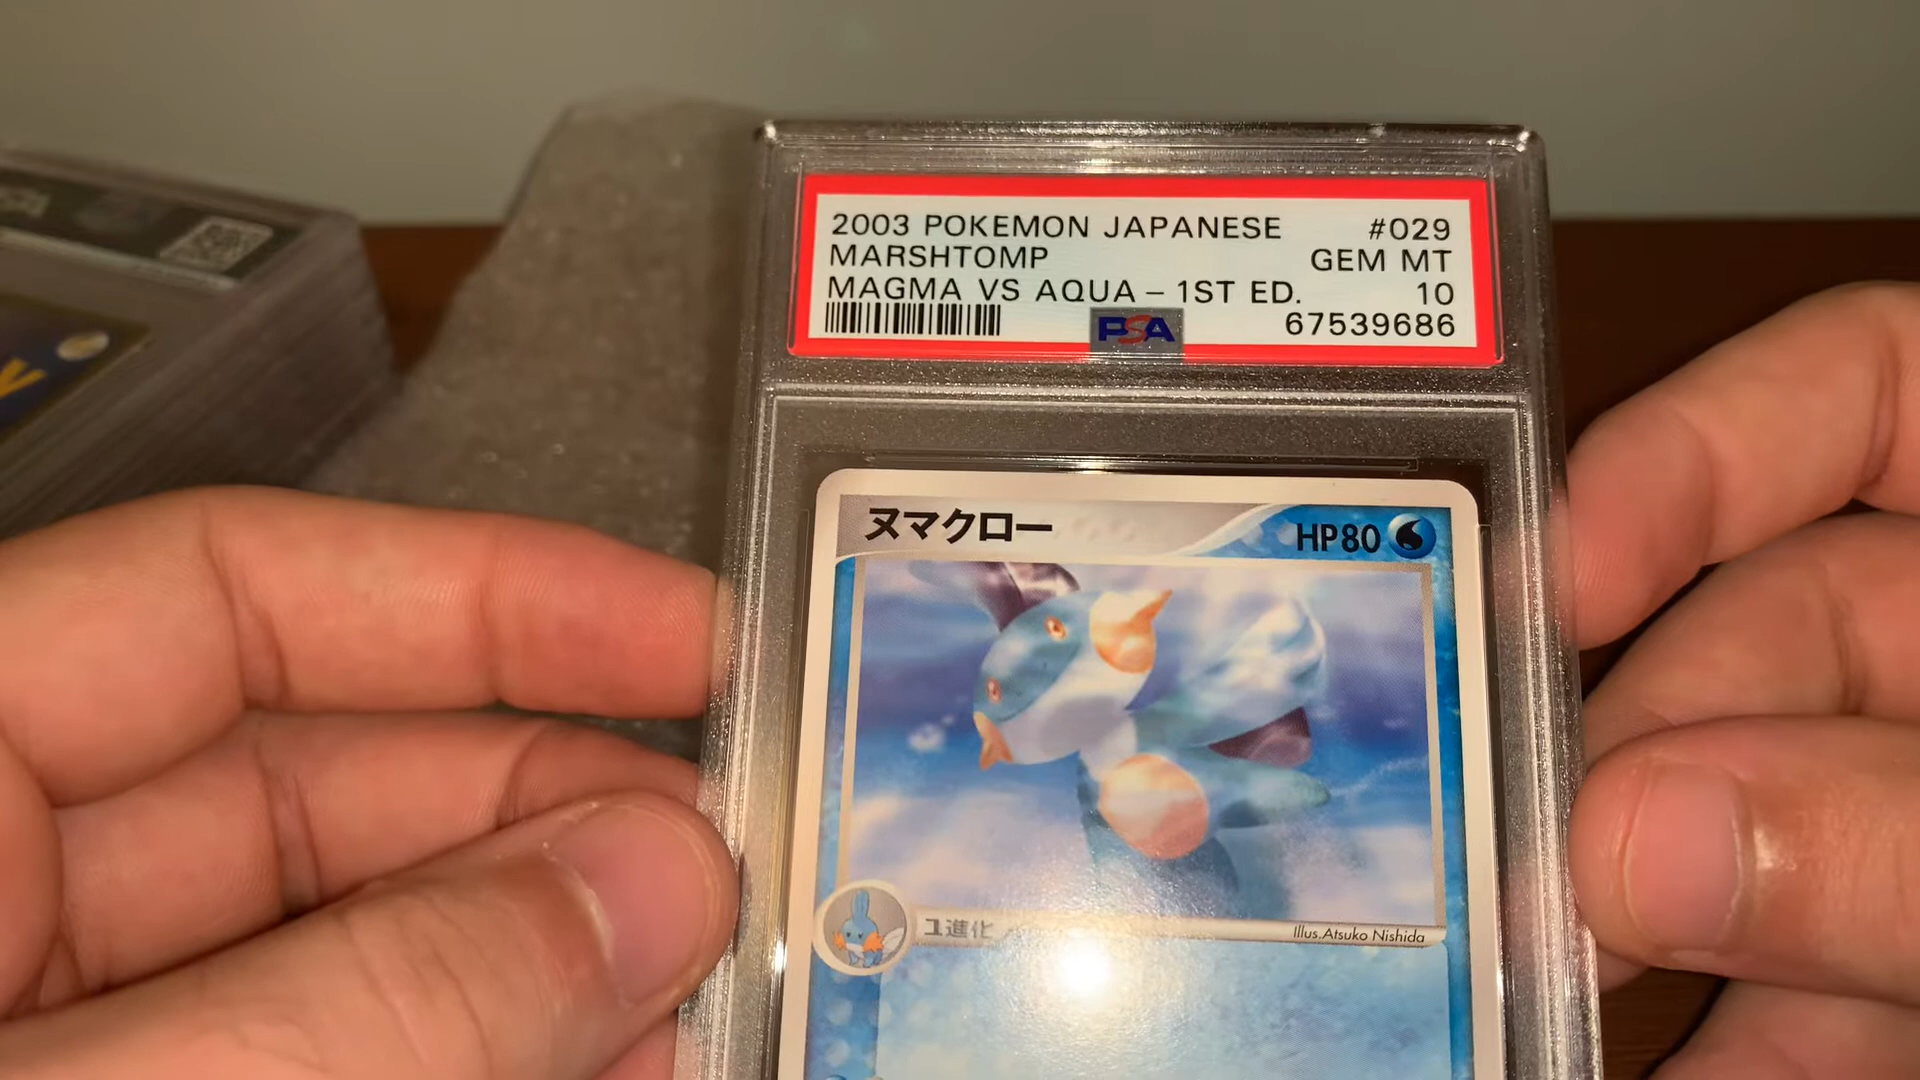 2003 POKEMON JAPANESE #029
MARSHTOMP GEM MT
MAGMA VS AQUA – 1ST ED. 10
PSA 67539686
ヌマクロー HP80
1進化
Illus.Atsuko Nishida